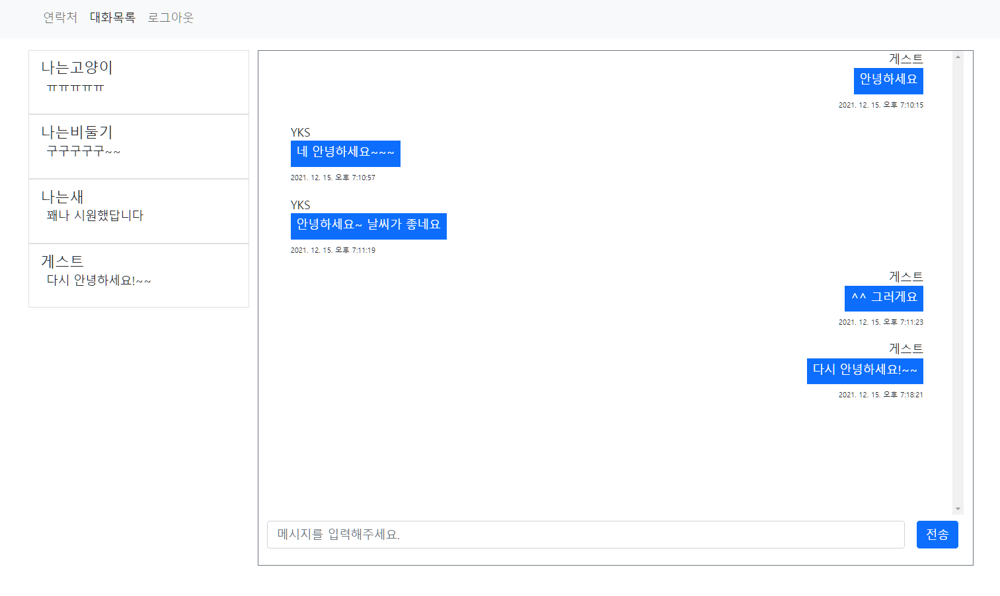 연락처 대화목록 로그아웃
나는고양이
ㅠㅠㅠㅠㅠ
나는비둘기
구구구구구~~
나는새
꽤나 시원했답니다
게스트
다시 안녕하세요!~~
게스트
안녕하세요
2021. 12. 15. 오후 7:10:15
YKS
네 안녕하세요~~~
2021. 12. 15. 오후 7:10:57
YKS
안녕하세요~ 날씨가 좋네요
2021. 12. 15. 오후 7:11:19
게스트
^^ 그러게요
2021. 12. 15. 오후 7:11:23
게스트
다시 안녕하세요!~~
2021. 12. 15. 오후 7:18:21
메시지를 입력해주세요. 전송